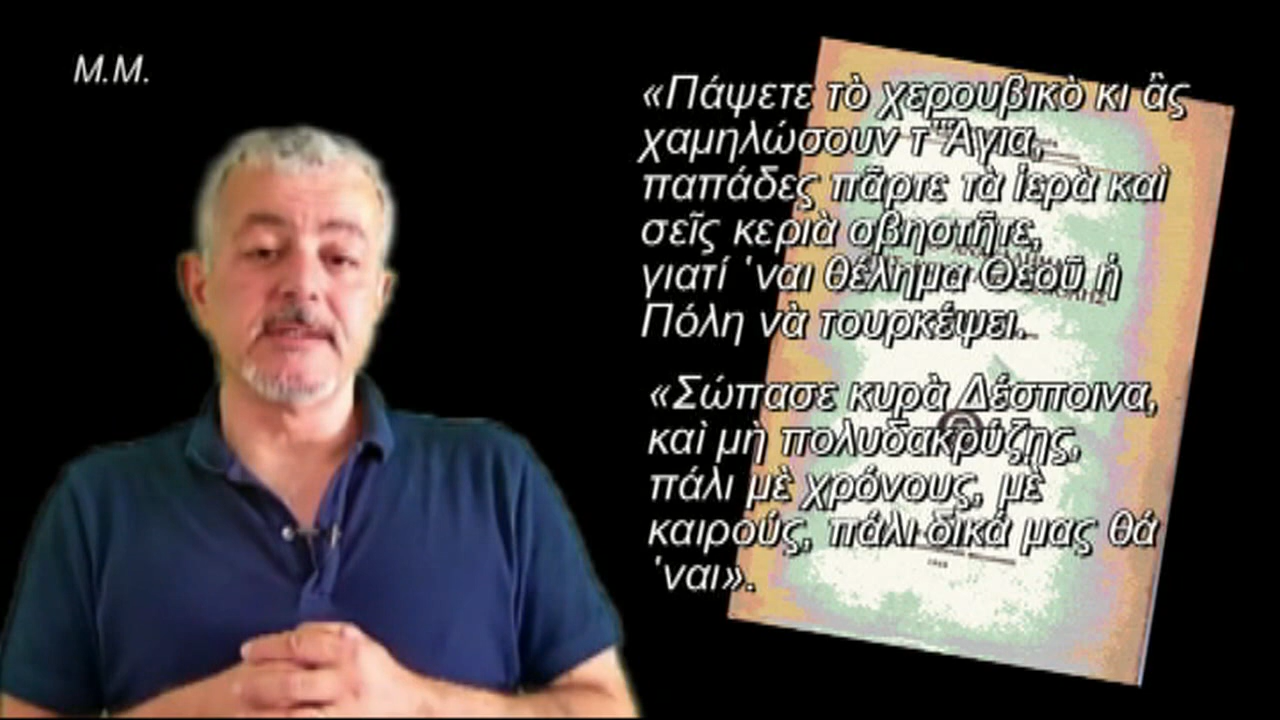 M.M.
«Πάψετε τὸ χερουβικὸ κι ἂς
χαμηλώσουν τ'Ἅγια,
παπάδες πᾶρτε τὰ ἱερὰ καὶ
σεῖς κεριὰ σβηστῆτε,
γιατί 'ναι θέλημα Θεοῦ ἡ
Πόλη νὰ τουρκέψει.
«Σώπασε κυρὰ Δέσποινα,
καὶ μὴ πολυδακρύζῃς,
πάλι μὲ χρόνους, μὲ
καιρούς, πάλι δικά μας θά
'ναι».